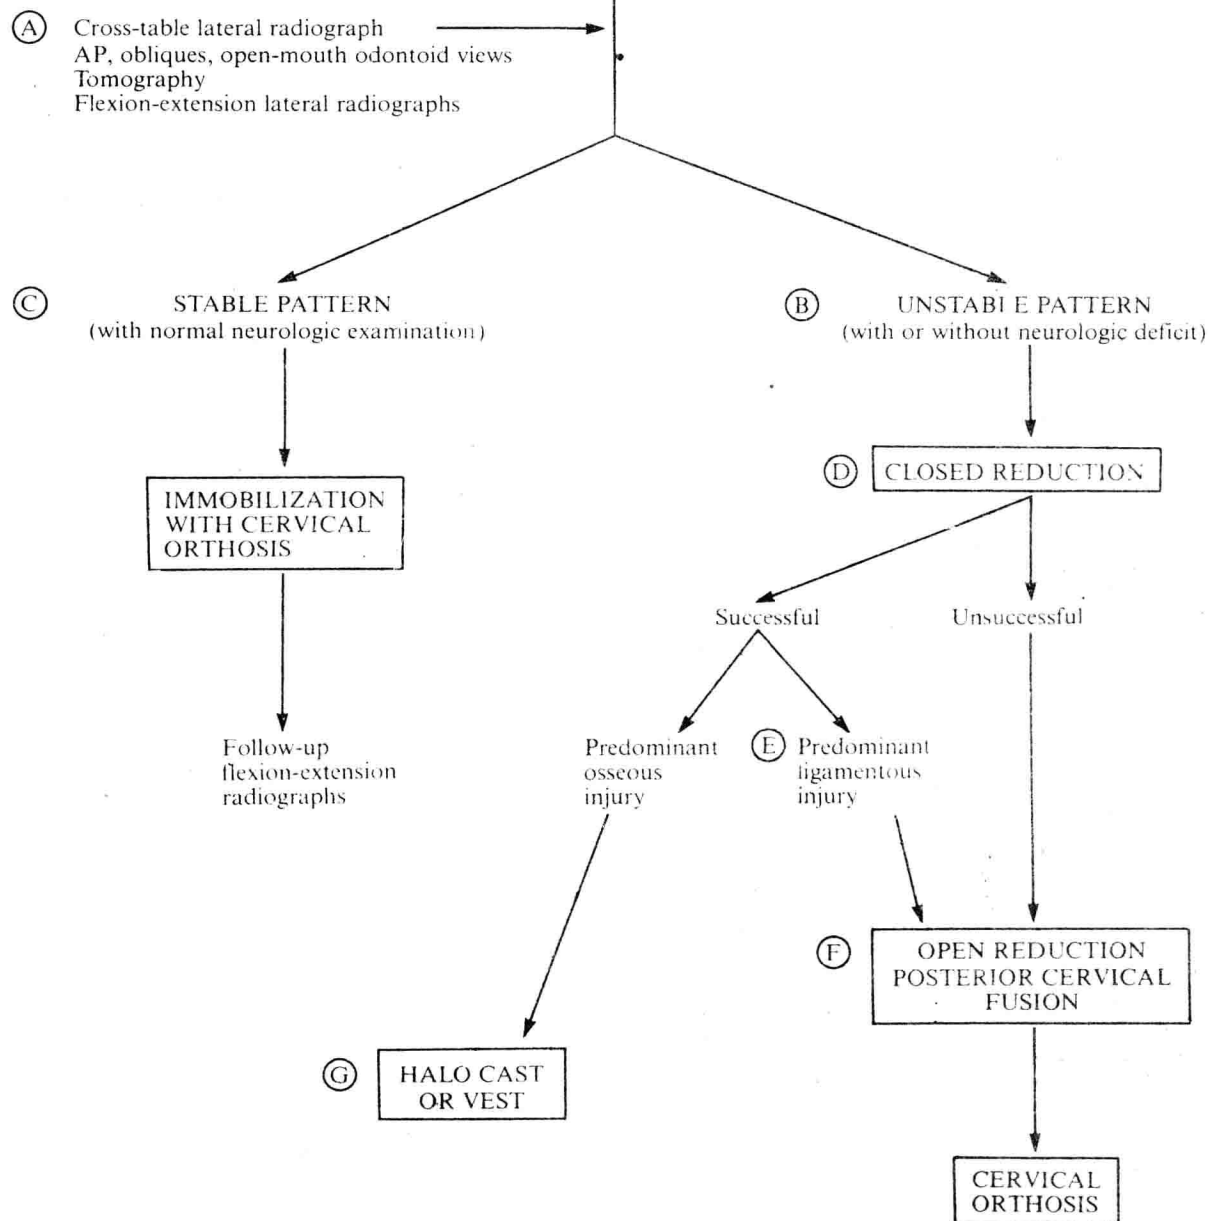 A Cross-table lateral radiograph
AP, obliques, open-mouth odontoid views
Tomography
Flexion-extension lateral radiographs
C STABLE PATTERN
(with normal neurologic examination)
B UNSTABLE PATTERN
(with or without neurologic deficit)
IMMOBILIZATION
WITH CERVICAL
ORTHOSIS
D CLOSED REDUCTION
Successful
Unsuccessful
Follow-up
flexion-extension
radiographs
Predominant
osseous
injury
E Predominant
ligamentous
injury
F OPEN REDUCTION
POSTERIOR CERVICAL
FUSION
G HALO CAST
OR VEST
CERVICAL
ORTHOSIS